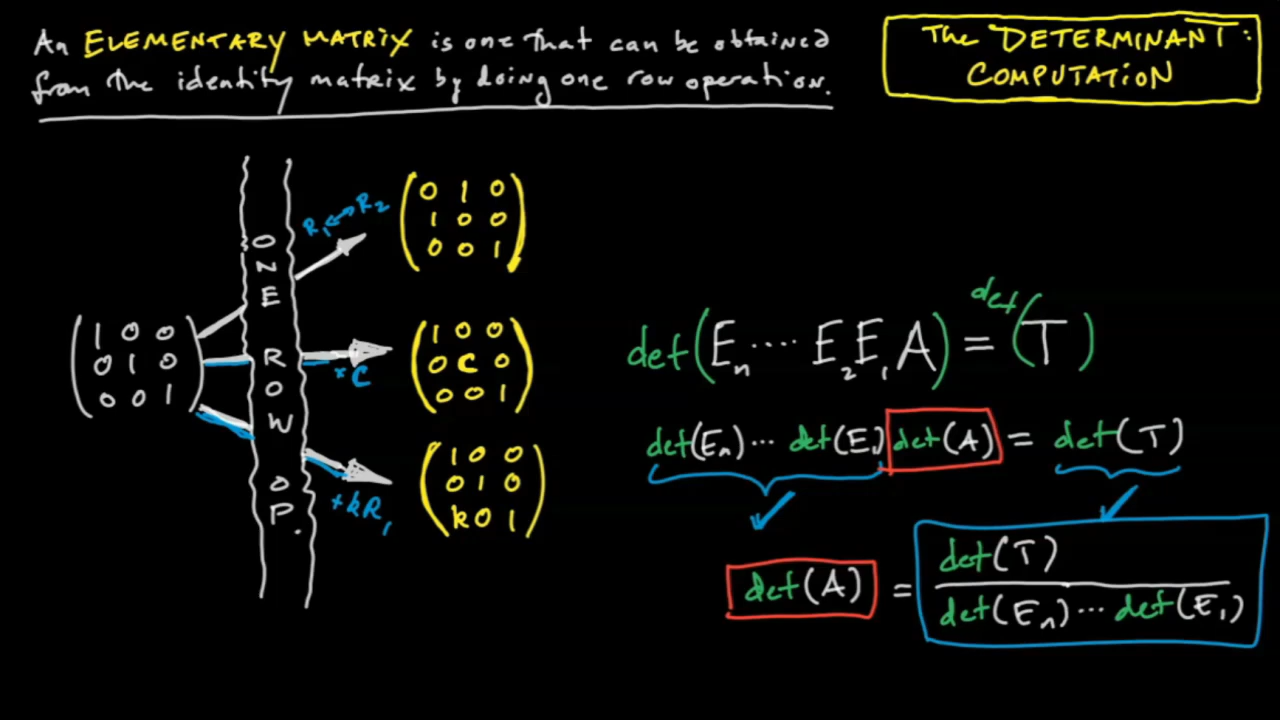 An ELEMENTARY MATRIX is one that can be obtained
from the identity matrix by doing one row operation.
The DETERMINANT:
COMPUTATION
1 0 0
0 1 0
0 0 1
ONE ROW OP.
R₁ ↔ R₂
0 1 0
1 0 0
0 0 1
×C
1 0 0
0 C 0
0 0 1
+kR₁
1 0 0
0 1 0
k 0 1
det(Eₙ ···· E₂E₁A) = det(T)
det(Eₙ) ··· det(E₁) det(A) = det(T)
det(A) = det(T)
det(Eₙ) ··· det(E₁)